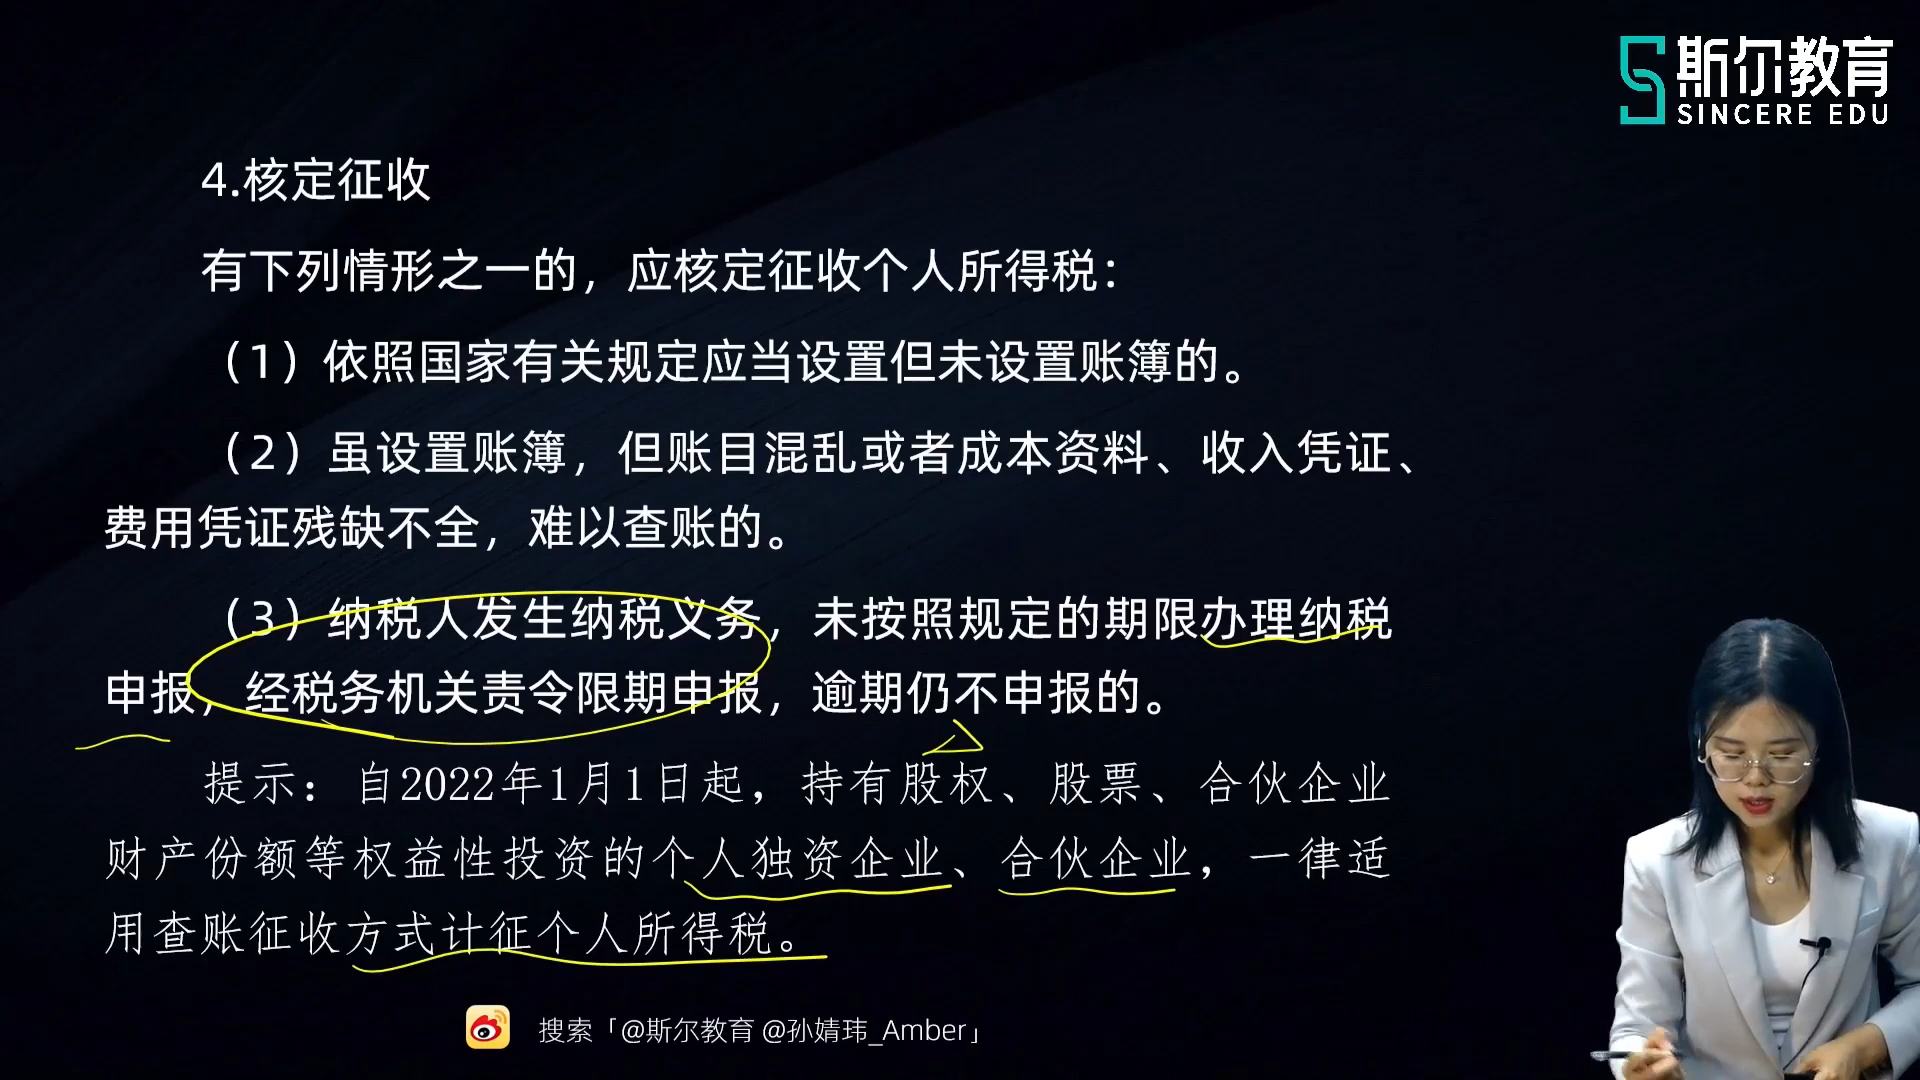 斯尔教育
SINCERE EDU
4.核定征收
有下列情形之一的，应核定征收个人所得税：
（1）依照国家有关规定应当设置但未设置账簿的。
（2）虽设置账簿，但账目混乱或者成本资料、收入凭证、
费用凭证残缺不全，难以查账的。
（3）纳税人发生纳税义务，未按照规定的期限办理纳税
申报，经税务机关责令限期申报，逾期仍不申报的。
提示：自2022年1月1日起，持有股权、股票、合伙企业
财产份额等权益性投资的个人独资企业、合伙企业，一律适
用查账征收方式计征个人所得税。
搜索「@斯尔教育 @孙婧玮_Amber」